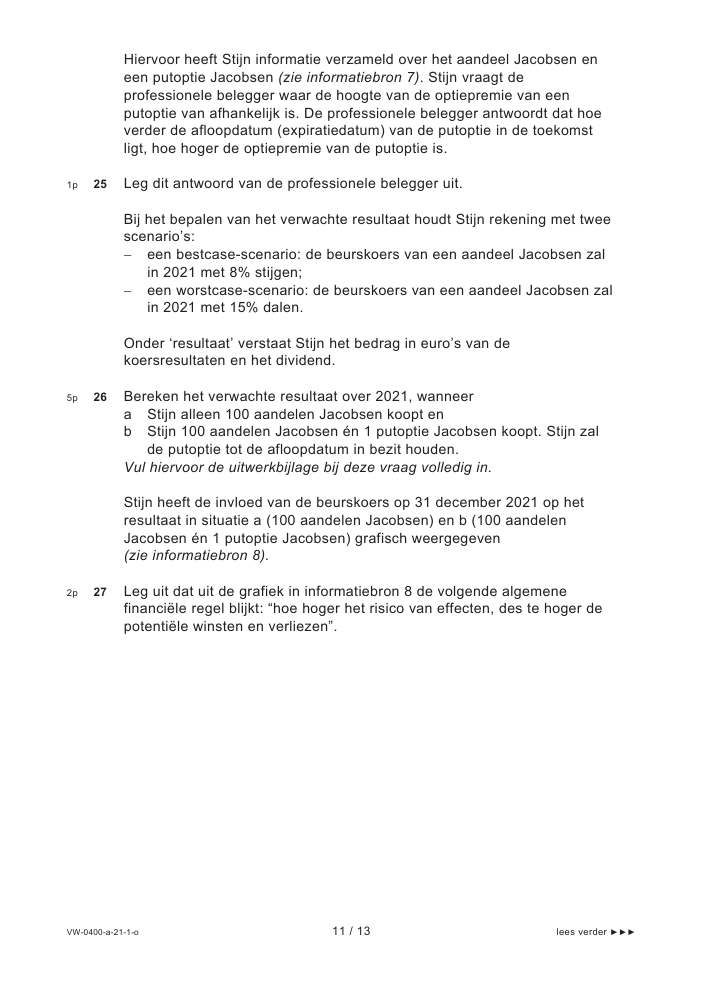 Hiervoor heeft Stijn informatie verzameld over het aandeel Jacobsen en
een putoptie Jacobsen (zie informatiebron 7). Stijn vraagt de
professionele belegger waar de hoogte van de optiepremie van een
putoptie van afhankelijk is. De professionele belegger antwoordt dat hoe
verder de afloopdatum (expiratiedatum) van de putoptie in de toekomst
ligt, hoe hoger de optiepremie van de putoptie is.
1p 25 Leg dit antwoord van de professionele belegger uit.
Bij het bepalen van het verwachte resultaat houdt Stijn rekening met twee
scenario's:
− een bestcase-scenario: de beurskoers van een aandeel Jacobsen zal
in 2021 met 8% stijgen;
− een worstcase-scenario: de beurskoers van een aandeel Jacobsen zal
in 2021 met 15% dalen.
Onder ‘resultaat’ verstaat Stijn het bedrag in euro’s van de
koersresultaten en het dividend.
5p 26 Bereken het verwachte resultaat over 2021, wanneer
a Stijn alleen 100 aandelen Jacobsen koopt en
b Stijn 100 aandelen Jacobsen én 1 putoptie Jacobsen koopt. Stijn zal
de putoptie tot de afloopdatum in bezit houden.
Vul hiervoor de uitwerkbijlage bij deze vraag volledig in.
Stijn heeft de invloed van de beurskoers op 31 december 2021 op het
resultaat in situatie a (100 aandelen Jacobsen) en b (100 aandelen
Jacobsen én 1 putoptie Jacobsen) grafisch weergegeven
(zie informatiebron 8).
2p 27 Leg uit dat uit de grafiek in informatiebron 8 de volgende algemene
financiële regel blijkt: “hoe hoger het risico van effecten, des te hoger de
potentiële winsten en verliezen”.
VW-0400-a-21-1-o 11 / 13 lees verder ►►►